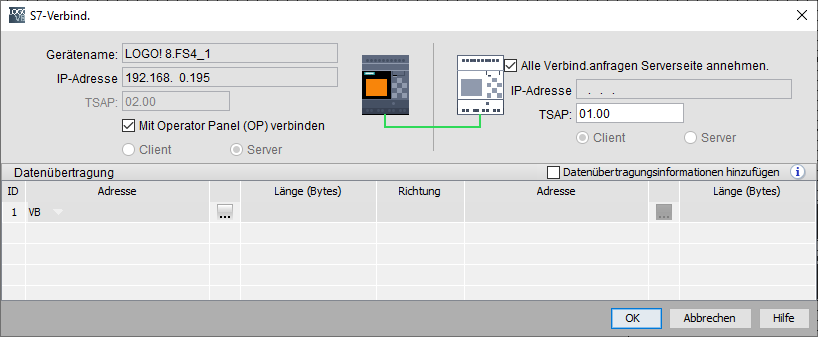 S7-Verbind.
Gerätename: LOGO! 8.FS4_1
IP-Adresse 192.168. 0.195
TSAP: 02.00
Mit Operator Panel (OP) verbinden
Client Server
Alle Verbind.anfragen Serverseite annehmen.
IP-Adresse . . .
TSAP: 01.00
Client Server
Datenübertragung
Datenübertragungsinformationen hinzufügen
ID Adresse Länge (Bytes) Richtung Adresse Länge (Bytes)
1 VB ... ...
OK Abbrechen Hilfe